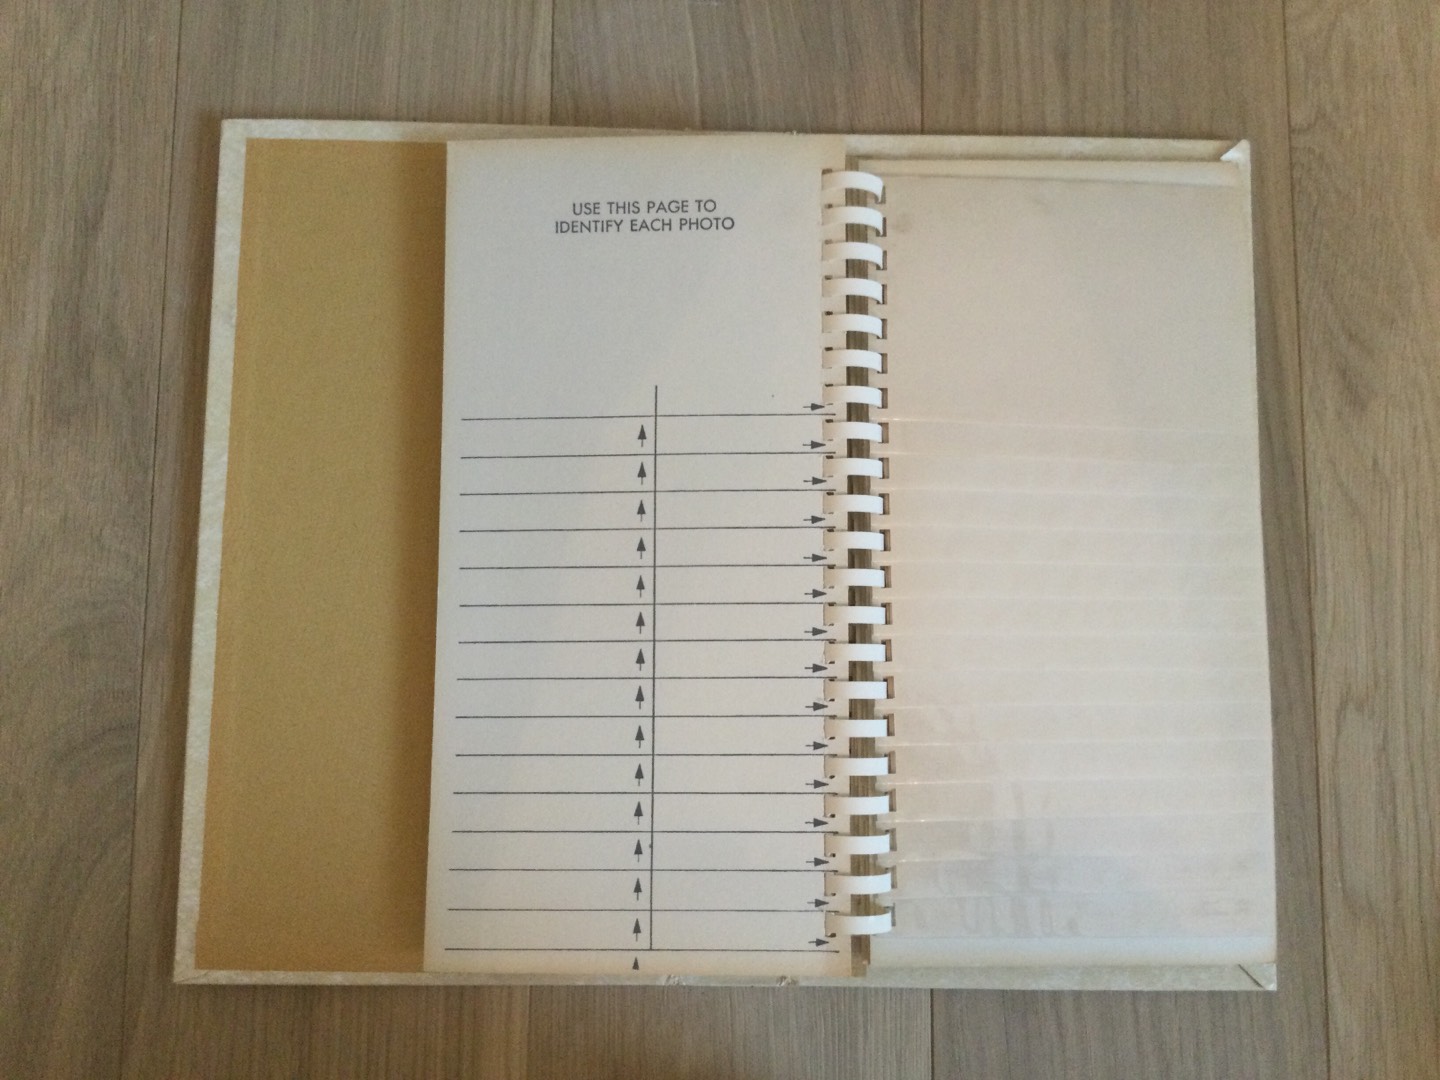 USE THIS PAGE TO
IDENTIFY EACH PHOTO